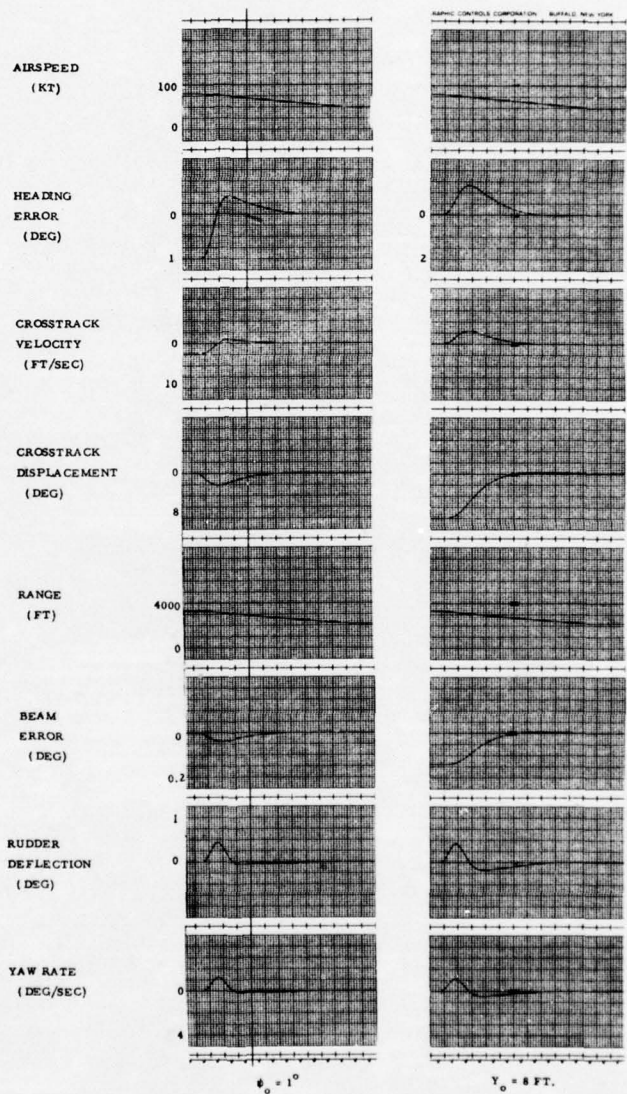 GRAPHIC CONTROLS CORPORATION BUFFALO, NEW YORK
AIRSPEED
(KT)
100
0
HEADING
ERROR
(DEG)
0
1
0
2
CROSSTRACK
VELOCITY
(FT/SEC)
0
10
CROSSTRACK
DISPLACEMENT
(DEG)
0
8
RANGE
(FT)
4000
0
BEAM
ERROR
(DEG)
0
0.2
RUDDER
DEFLECTION
(DEG)
1
0
YAW RATE
(DEG/SEC)
0
4
ψo = 1°
Yo = 8 FT.